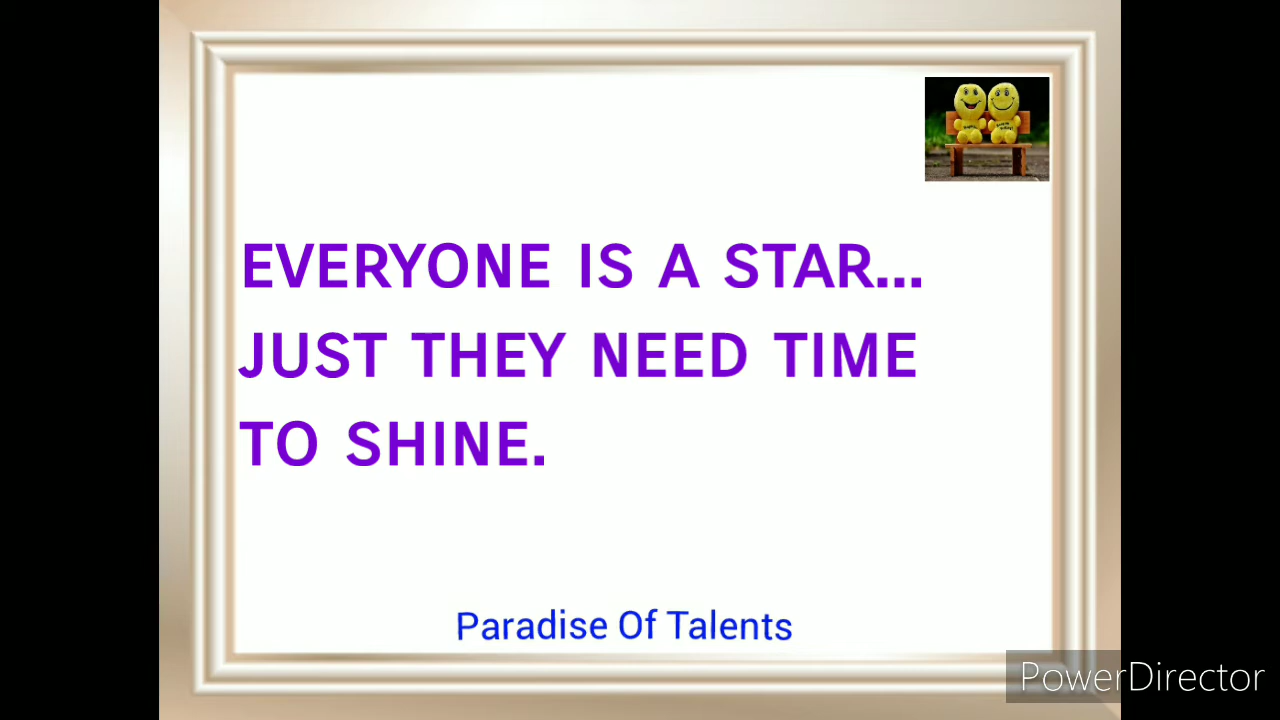 EVERYONE IS A STAR...
JUST THEY NEED TIME
TO SHINE.
Paradise Of Talents
PowerDirector